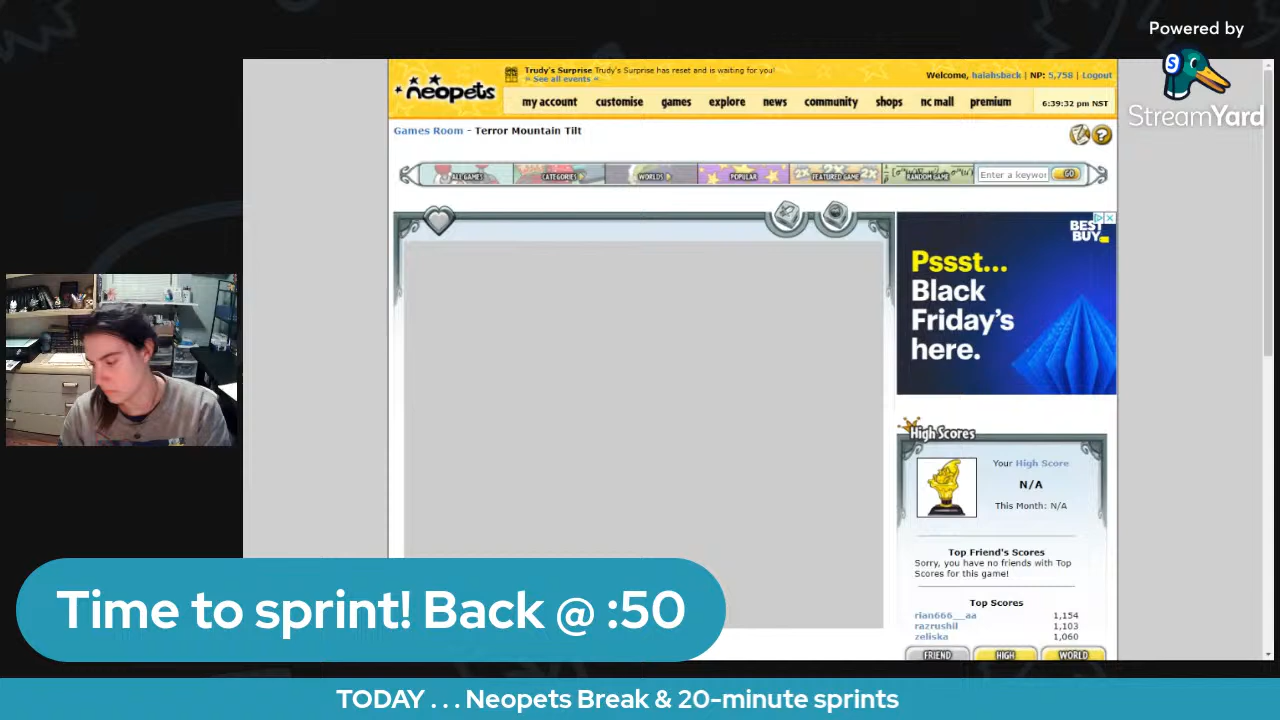 Powered by
StreamYard
neopets
Trudy's Surprise Trudy's Surprise has reset and is waiting for you!
« See all events «
Welcome, halahsback | NP: 5,758 | Logout
my account customise games explore news community shops nc mall premium 6:39:32 pm NST
Games Room - Terror Mountain Tilt
ALL GAMES CATEGORIES WORLDS POPULAR FEATURED GAME RANDOM GAME Enter a keywor GO
BEST
BUY
Pssst...
Black
Friday's
here.
High Scores
Your High Score
N/A
This Month: N/A
Top Friend's Scores
Sorry, you have no friends with Top
Scores for this game!
Top Scores
rian666__aa 1,154
razrushil 1,103
zeliska 1,060
FRIEND HIGH WORLD
Time to sprint! Back @ :50
TODAY . . . Neopets Break & 20-minute sprints